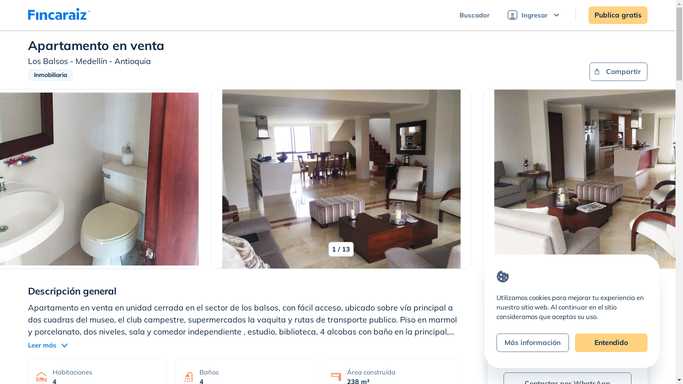 Fincaraiz
Buscador
Ingresar
Publica gratis
Apartamento en venta
Los Balsos - Medellín - Antioquia
Inmobiliaria
Compartir
1 / 13
Descripción general
Apartamento en venta en unidad cerrada en el sector de los balsos, con fácil acceso, ubicado sobre vía principal a
dos cuadras del museo, el club campestre, supermercados la vaquita y rutas de transporte publico. Piso en marmol
y porcelanato, dos niveles, sala y comedor independiente , estudio, biblioteca, 4 alcobas con baño en la principal,...
Leer más
Habitaciones
4
Baños
4
Área construida
238 m²
Utilizamos cookies para mejorar tu experiencia en
nuestro sitio web. Al continuar en el sitio
consideramos que aceptas su uso.
Más información
Entendido
Contactar por WhatsApp